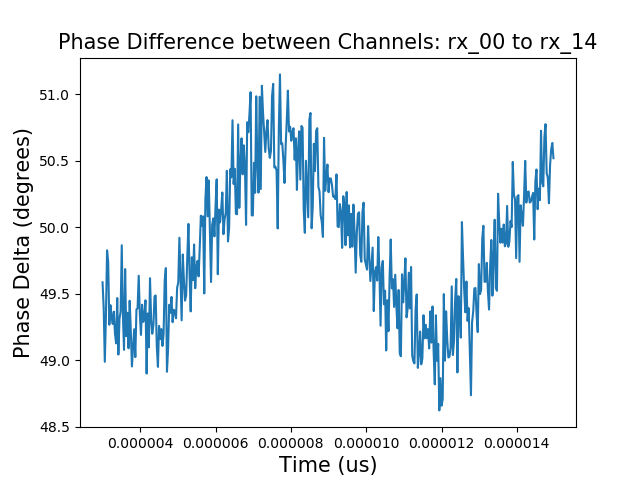 Phase Difference between Channels: rx_00 to rx_14
Phase Delta (degrees)
51.0
50.5
50.0
49.5
49.0
48.5
0.000004 0.000006 0.000008 0.000010 0.000012 0.000014
Time (us)